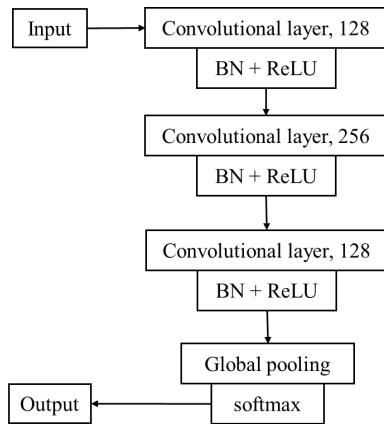 Input
Convolutional layer, 128
BN + ReLU
Convolutional layer, 256
BN + ReLU
Convolutional layer, 128
BN + ReLU
Global pooling
softmax
Output